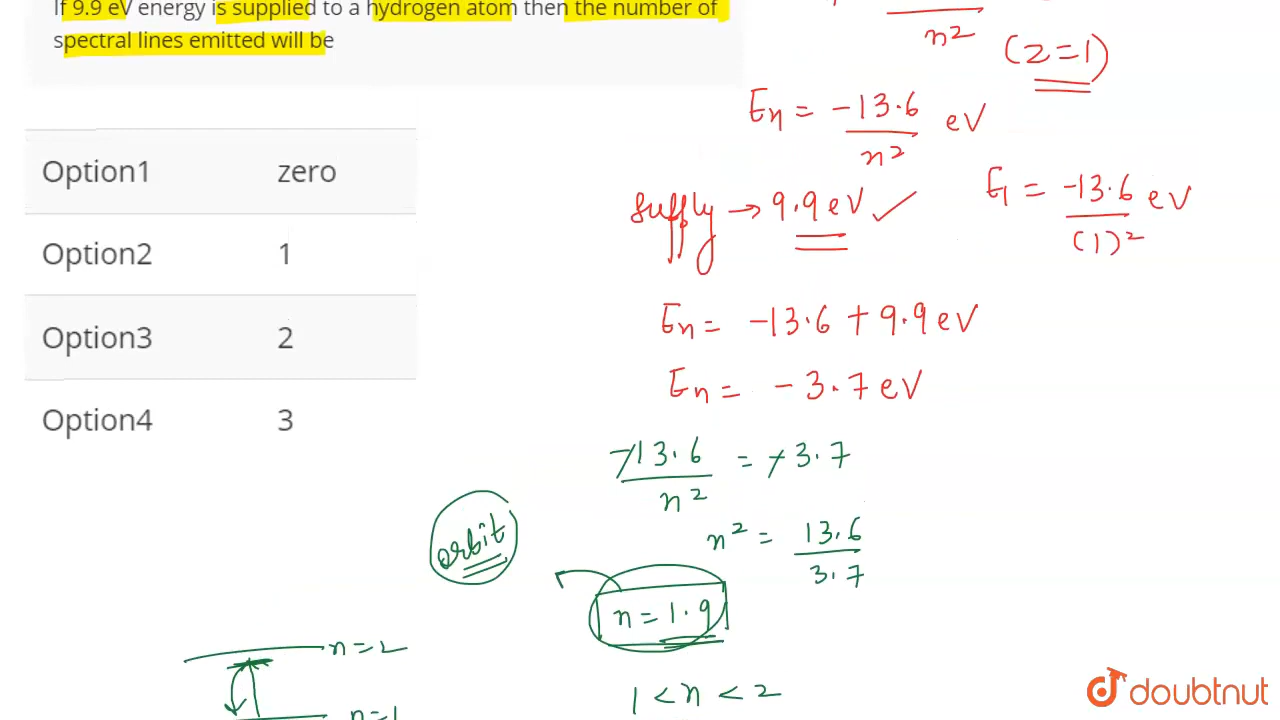 If 9.9 eV energy is supplied to a hydrogen atom then the number of
spectral lines emitted will be
Option1 zero
Option2 1
Option3 2
Option4 3
n²
(z=1)
En = -13.6 / n² eV
supply → 9.9 eV ✓
E1 = -13.6 / (1)² eV
En = -13.6 + 9.9 eV
En = -3.7 eV
-13.6 / n² = -3.7
n² = 13.6 / 3.7
orbit
n = 1.9
n=2
1 < n < 2
n=1
doubtnut